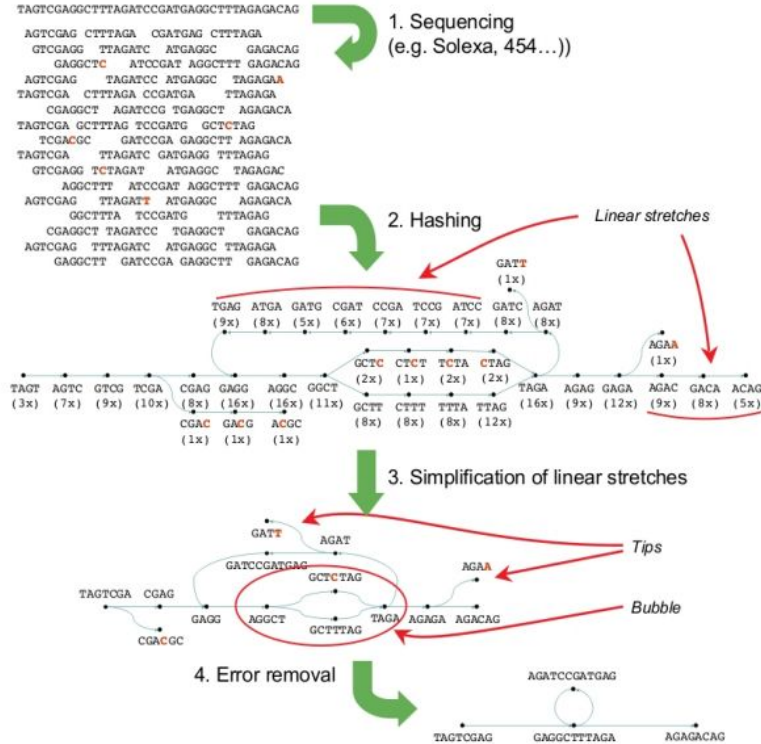 TAGTCGAGGCTTTAGATCCGATGAGGCTTTAGAGACAG
1. Sequencing
(e.g. Solexa, 454...))
AGTCGAG CTTTAGA CGATGAG CTTTAGA
GTCGAGG TTAGATC ATGAGGC GAGACAG
GAGGCTC ATCCGAT AGGCTTT GAGACAG
AGTCGAG TAGATCC ATGAGGC TAGAGAA
TAGTCGA CTTTAGA CCGATGA TTAGAGA
CGAGGCT AGATCCG TGAGGCT AGAGACA
TAGTCGA GCTTTAG TCCGATG GCTCTAG
TCGACGC GATCCGA GAGGCTT AGAGACA
TAGTCGA TTAGATC GATGAGG TTTAGAG
GTCGAGG TCTAGAT ATGAGGC TAGAGAC
AGGCTTT ATCCGAT AGGCTTT GAGACAG
AGTCGAG TTAGATT ATGAGGC AGAGACA
GGCTTTA TCCGATG TTTAGAG
CGAGGCT TAGATCC TGAGGCT GAGACAG
AGTCGAG TTTAGATC ATGAGGC TTAGAGA
GAGGCTT GATCCGA GAGGCTT GAGACAG
2. Hashing
Linear stretches
GATT
(1x)
TGAG ATGA GATG CGAT CCGA TCCG ATCC GATC AGAT
(9x) (8x) (5x) (6x) (7x) (7x) (7x) (8x) (8x)
AGAA
(1x)
GCTC CTCT TCTA CTAG
(2x) (1x) (2x) (2x)
TAGT AGTC GTCG TCGA CGAG GAGG AGGC GGCT TAGA AGAG GAGA AGAC GACA ACAG
(3x) (7x) (9x) (10x) (8x) (16x) (16x) (11x) (16x) (9x) (12x) (9x) (8x) (5x)
GCTT CTTT TTTA TTAG
(8x) (8x) (8x) (12x)
CGAC GACG ACGC
(1x) (1x) (1x)
3. Simplification of linear stretches
GATT
AGAT
Tips
GATCCGATGAG
AGAA
GCTCTAG
TAGTCGA CGAG
Bubble
GAGG AGGCT TAGA AGAGA AGACAG
CGACGC
GCTTTAG
4. Error removal
AGATCCGATGAG
TAGTCGAG GAGGCTTTAGA AGAGACAG